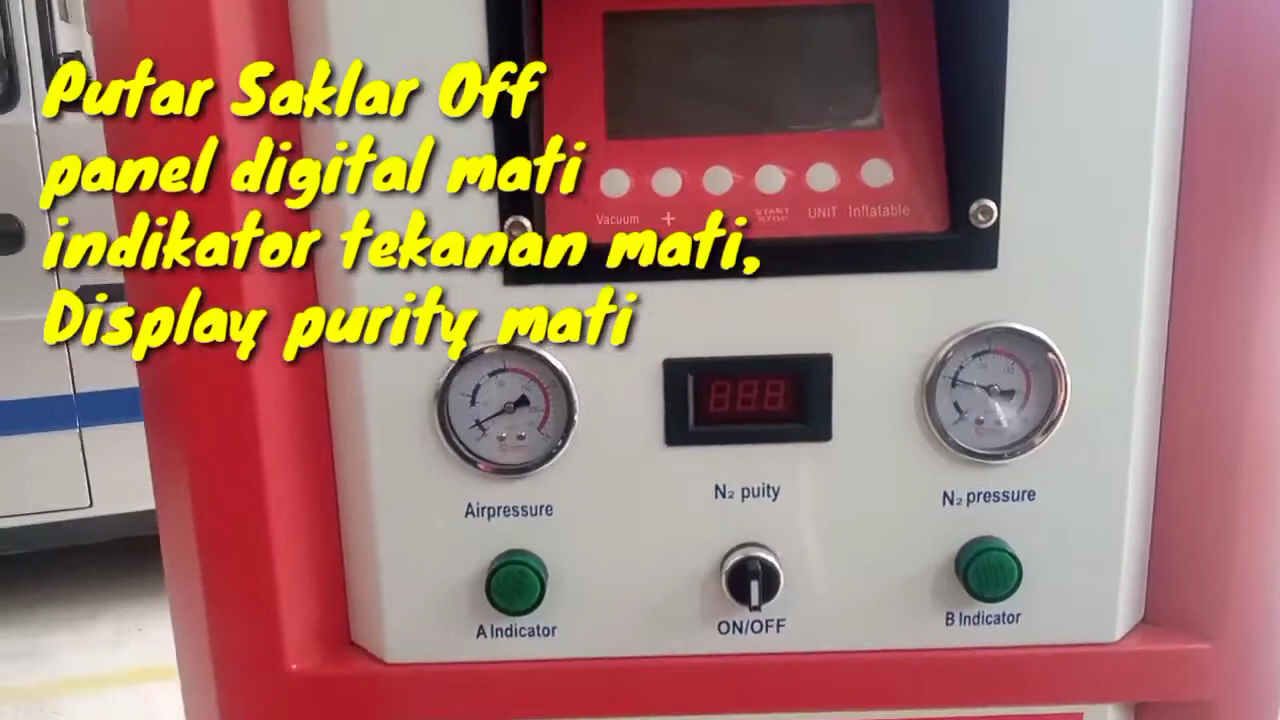 Putar Saklar Off
panel digital mati
indikator tekanan mati,
Display purity mati
Vacuum + START STOP UNIT Inflatable
888
Airpressure
N₂ puity
N₂ pressure
A Indicator
ON/OFF
B Indicator